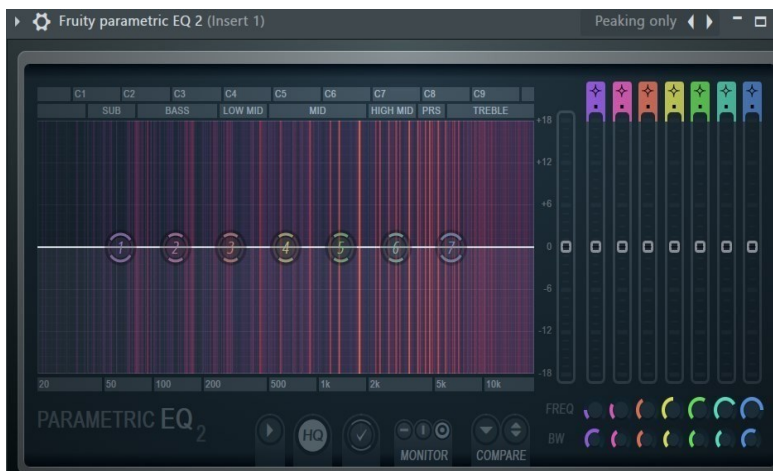 Fruity parametric EQ 2 (Insert 1)
Peaking only
C1 C2 C3 C4 C5 C6 C7 C8 C9
SUB BASS LOW MID MID HIGH MID PRS TREBLE
+18
+12
+6
0
-6
-12
-18
1 2 3 4 5 6 7
20 50 100 200 500 1k 2k 5k 10k
FREQ
BW
PARAMETRIC EQ 2
HQ
MONITOR
COMPARE